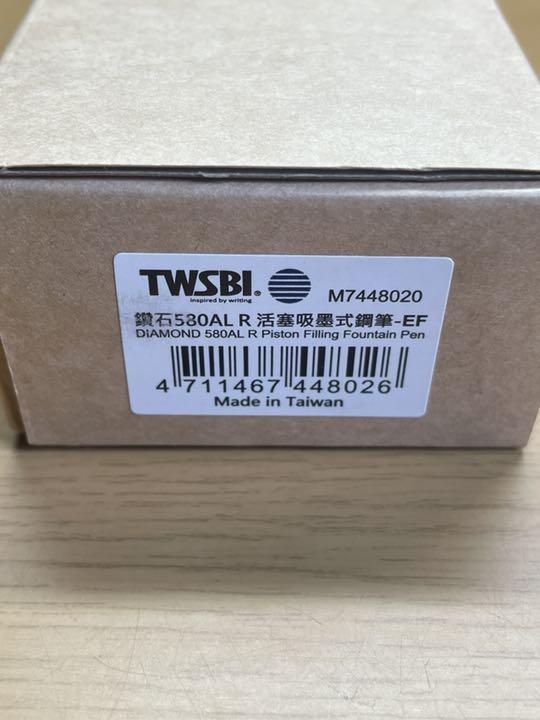 TWSBI®
inspired by writing
M7448020
鑽石580AL R 活塞吸墨式鋼筆-EF
DiAMOND 580AL R Piston Filling Fountain Pen
4 711467 448026
Made in Taiwan